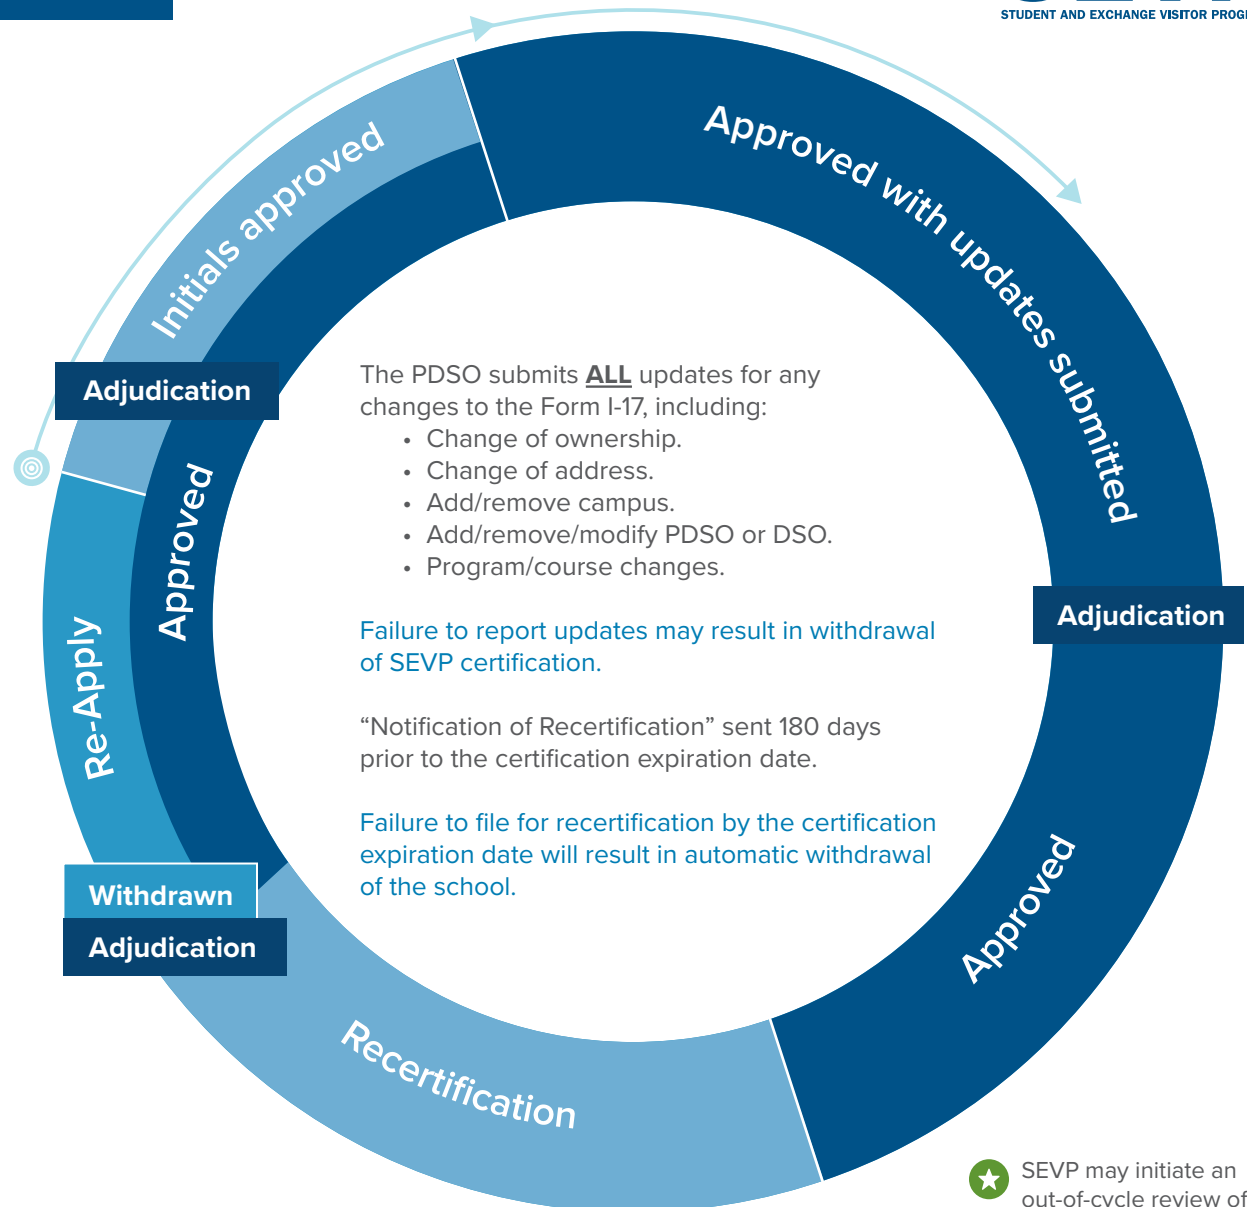 STUDENT AND EXCHANGE VISITOR
Initials approved
Approved with updates submitted
Adjudication
The PDSO submits ALL updates for any
changes to the Form I-17, including:
• Change of ownership.
• Change of address.
• Add/remove campus.
• Add/remove/modify PDSO or DSO.
• Program/course changes.
Approved
Adjudication
Failure to report updates may result in withdrawal
of SEVP certification.
Re-Apply
“Notification of Recertification” sent 180 days
prior to the certification expiration date.
Failure to file for recertification by the certification
expiration date will result in automatic withdrawal
of the school.
Withdrawn
Adjudication
Approved
Recertification
SEVP may initiate an
out-of-cycle review of